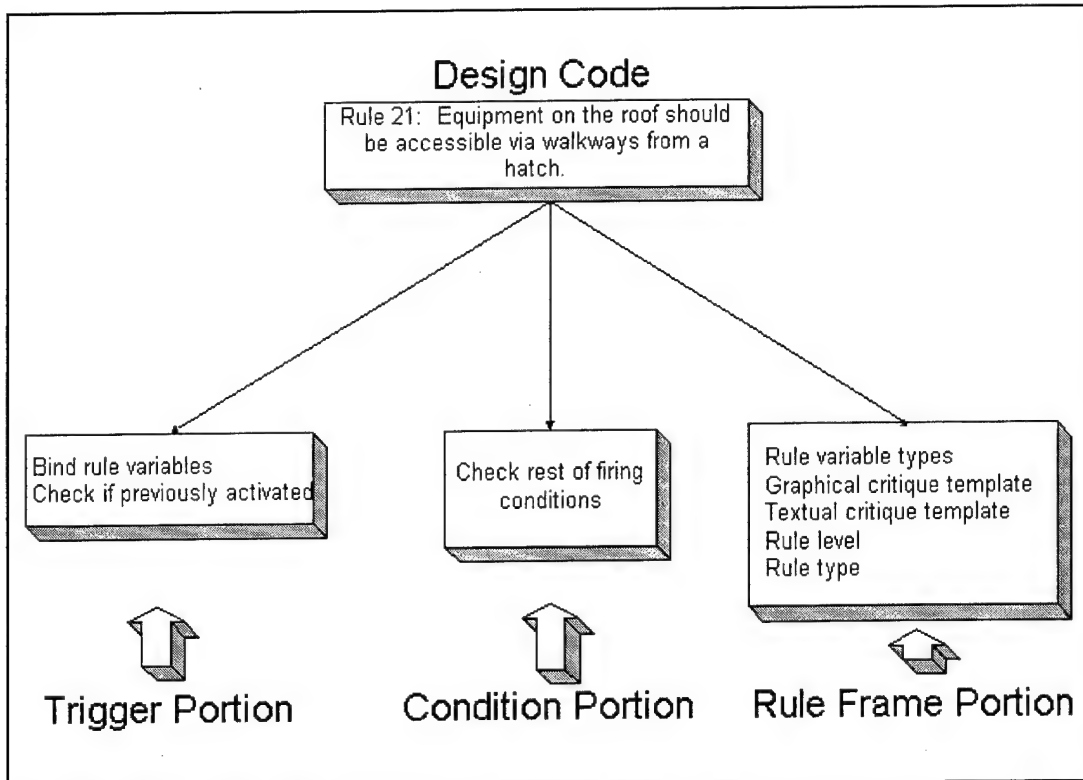 Design Code
Rule 21: Equipment on the roof should
be accessible via walkways from a
hatch.
Bind rule variables
Check if previously activated
Check rest of firing
conditions
Rule variable types
Graphical critique template
Textual critique template
Rule level
Rule type
Trigger Portion
Condition Portion
Rule Frame Portion